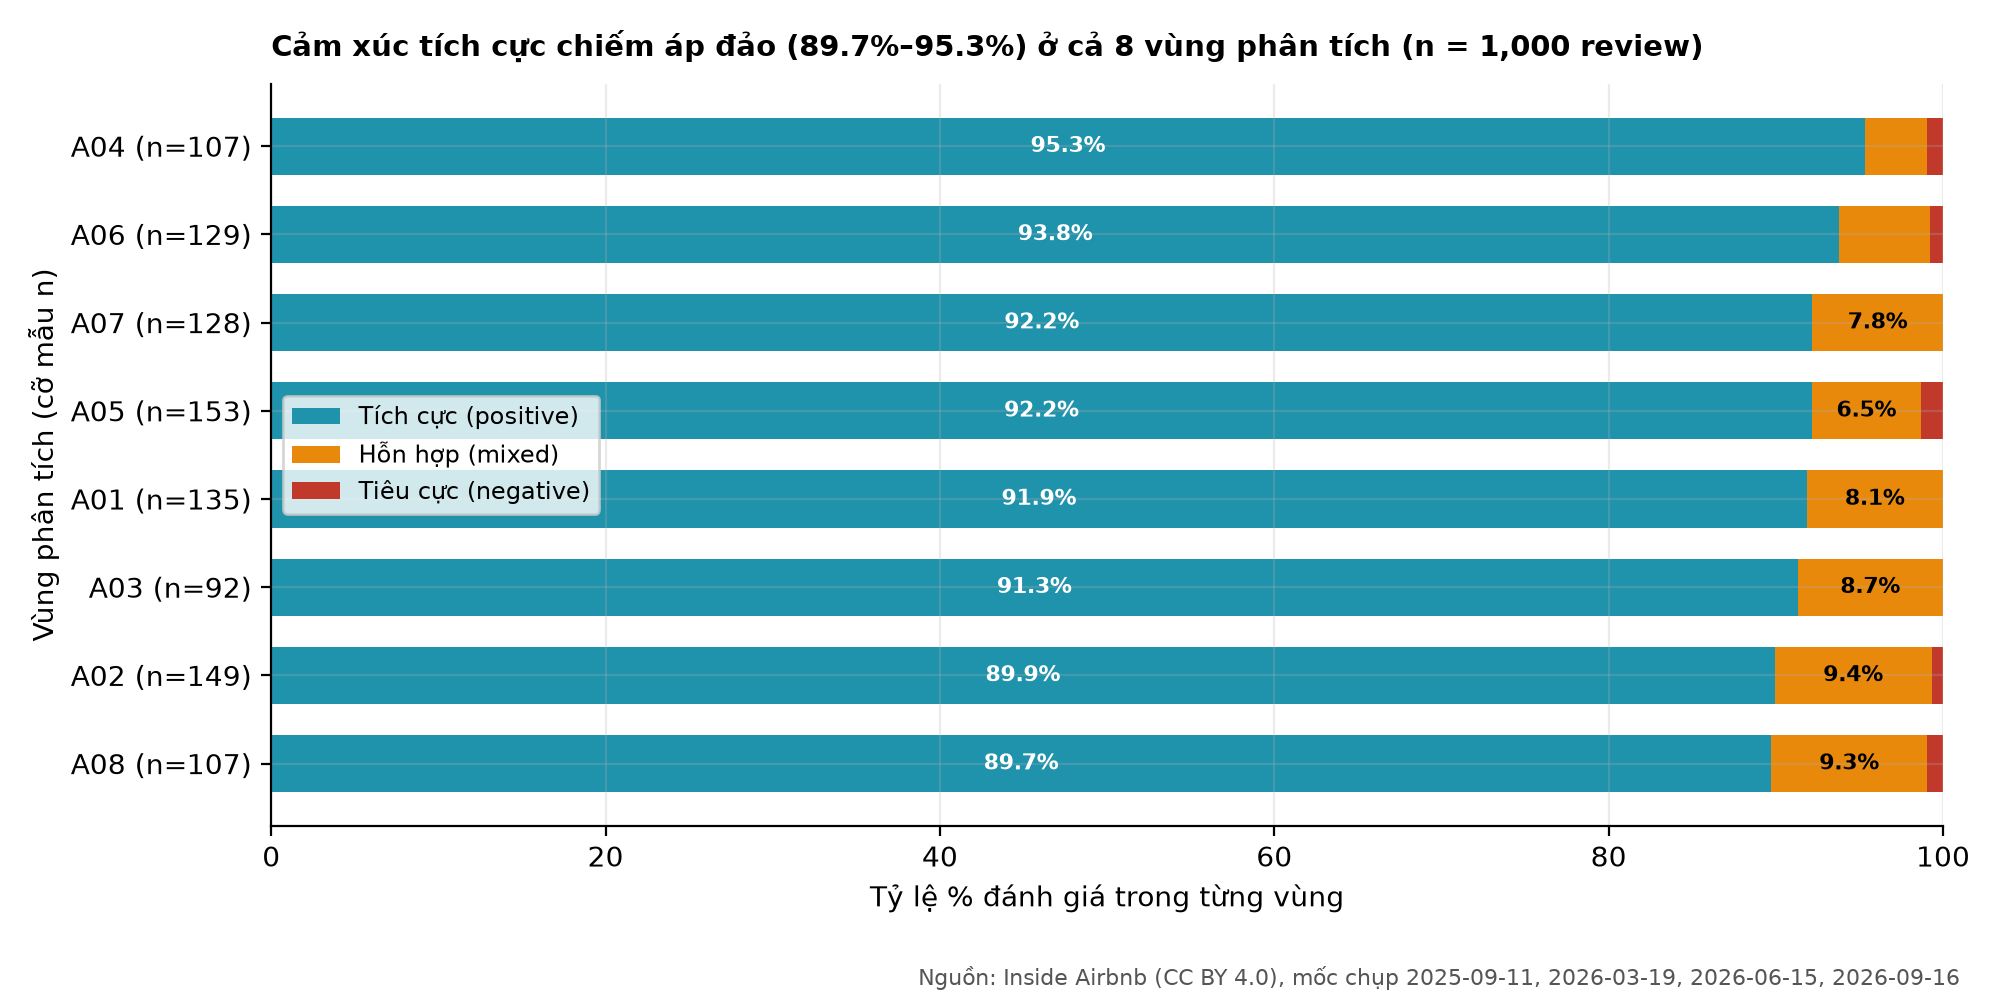 Cảm xúc tích cực chiếm áp đảo (89.7%–95.3%) ở cả 8 vùng phân tích (n = 1,000 review)
Vùng phân tích (cỡ mẫu n)
A04 (n=107) 95.3%
A06 (n=129) 93.8%
A07 (n=128) 92.2% 7.8%
A05 (n=153) 92.2% 6.5%
A01 (n=135) 91.9% 8.1%
A03 (n=92) 91.3% 8.7%
A02 (n=149) 89.9% 9.4%
A08 (n=107) 89.7% 9.3%
Tích cực (positive)
Hỗn hợp (mixed)
Tiêu cực (negative)
0 20 40 60 80 100
Tỷ lệ % đánh giá trong từng vùng
Nguồn: Inside Airbnb (CC BY 4.0), mốc chụp 2025-09-11, 2026-03-19, 2026-06-15, 2026-09-16